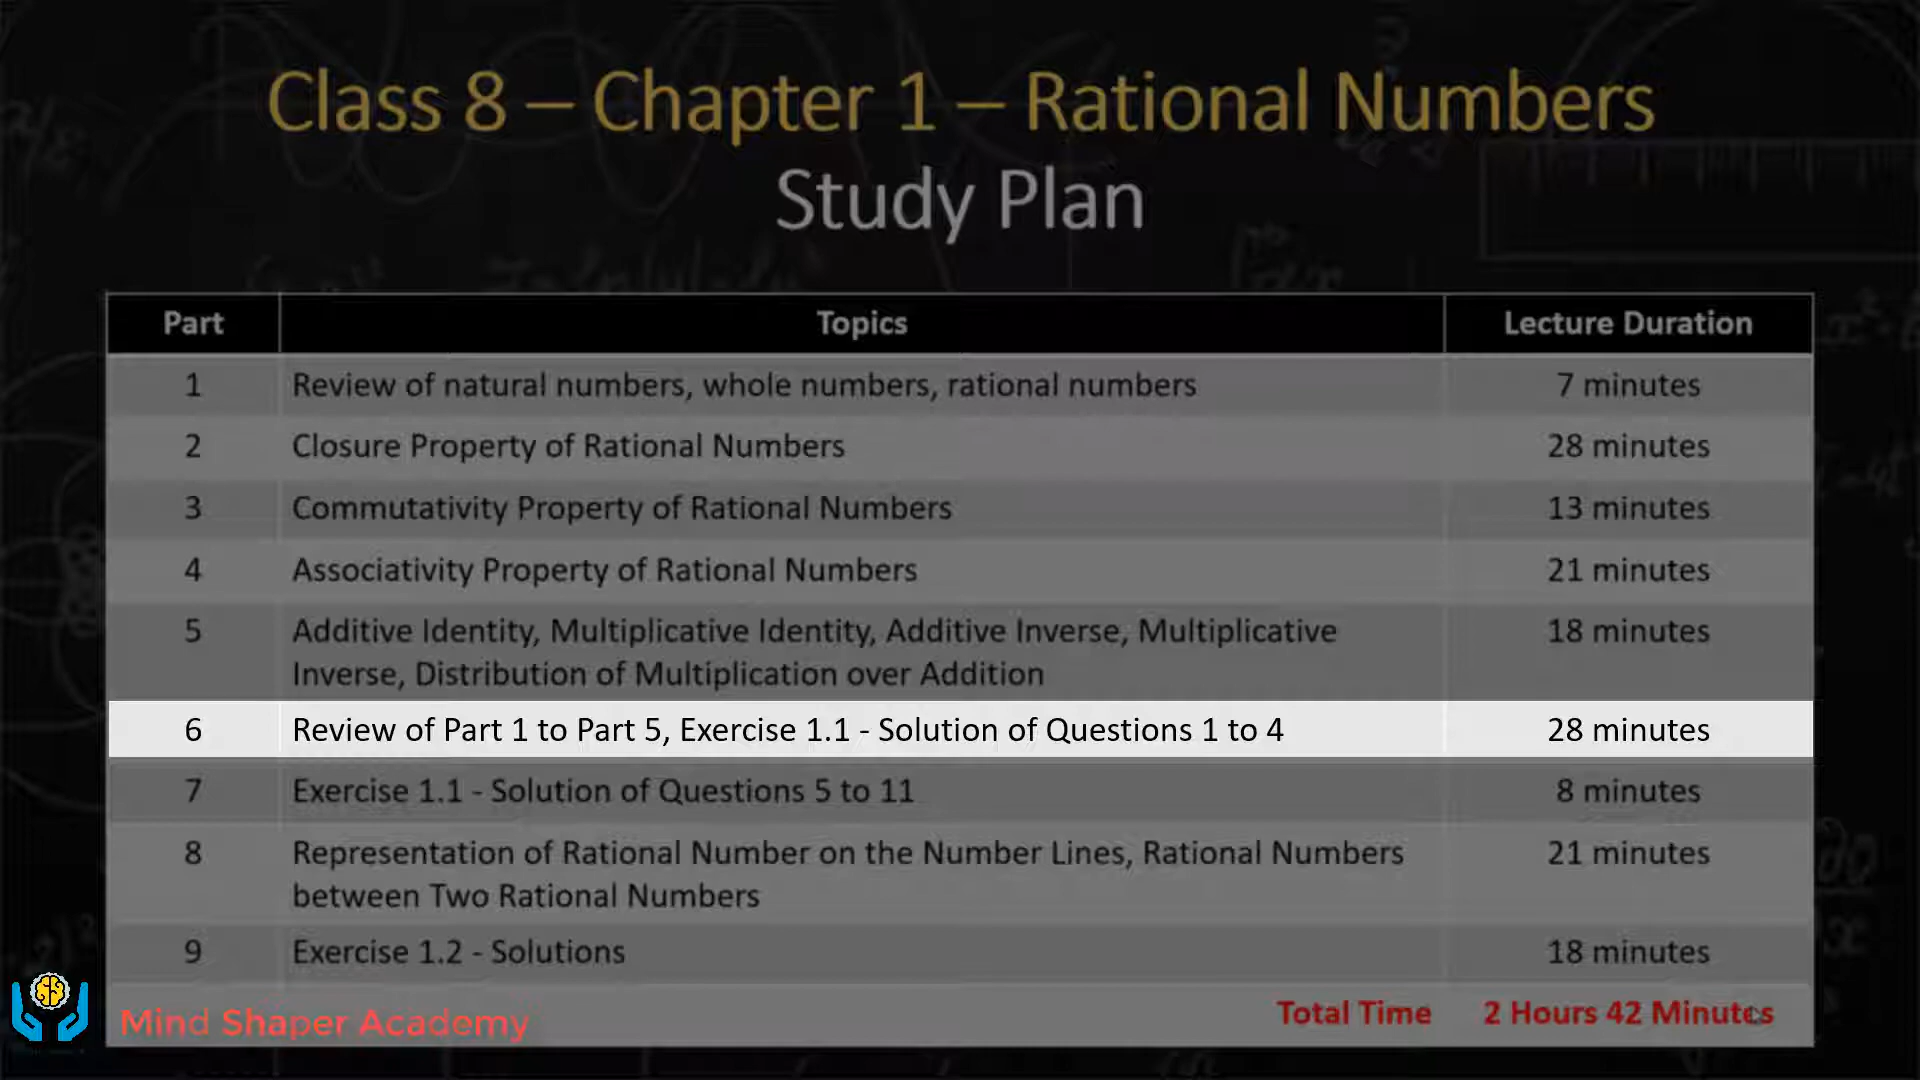 Class 8 – Chapter 1 – Rational Numbers
Study Plan
Part Topics Lecture Duration
1 Review of natural numbers, whole numbers, rational numbers 7 minutes
2 Closure Property of Rational Numbers 28 minutes
3 Commutativity Property of Rational Numbers 13 minutes
4 Associativity Property of Rational Numbers 21 minutes
5 Additive Identity, Multiplicative Identity, Additive Inverse, Multiplicative 18 minutes
Inverse, Distribution of Multiplication over Addition
6 Review of Part 1 to Part 5, Exercise 1.1 - Solution of Questions 1 to 4 28 minutes
7 Exercise 1.1 - Solution of Questions 5 to 11 8 minutes
8 Representation of Rational Number on the Number Lines, Rational Numbers 21 minutes
between Two Rational Numbers
9 Exercise 1.2 - Solutions 18 minutes
Total Time 2 Hours 42 Minutes
Mind Shaper Academy